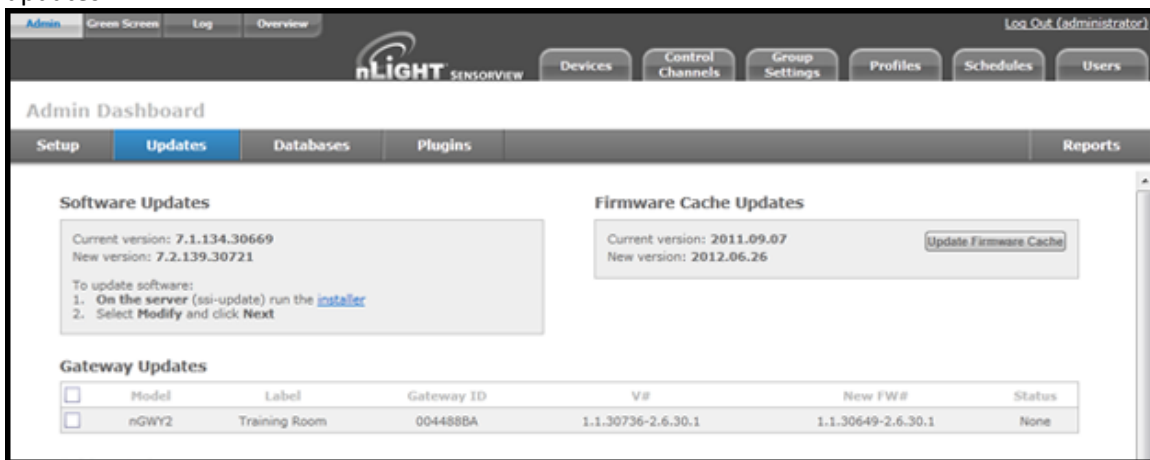 Admin Green Screen Log Overview Log Out (administrator)
nLIGHT SENSORVIEW Devices Control Channels Group Settings Profiles Schedules Users
Admin Dashboard
Setup Updates Databases Plugins Reports
Software Updates Firmware Cache Updates
Current version: 7.1.134.30669 Current version: 2011.09.07 Update Firmware Cache
New version: 7.2.139.30721 New version: 2012.06.26
To update software:
1. On the server (ssi-update) run the installer
2. Select Modify and click Next
Gateway Updates
Model Label Gateway ID V# New FW# Status
nGWY2 Training Room 004488BA 1.1.30736-2.6.30.1 1.1.30649-2.6.30.1 None